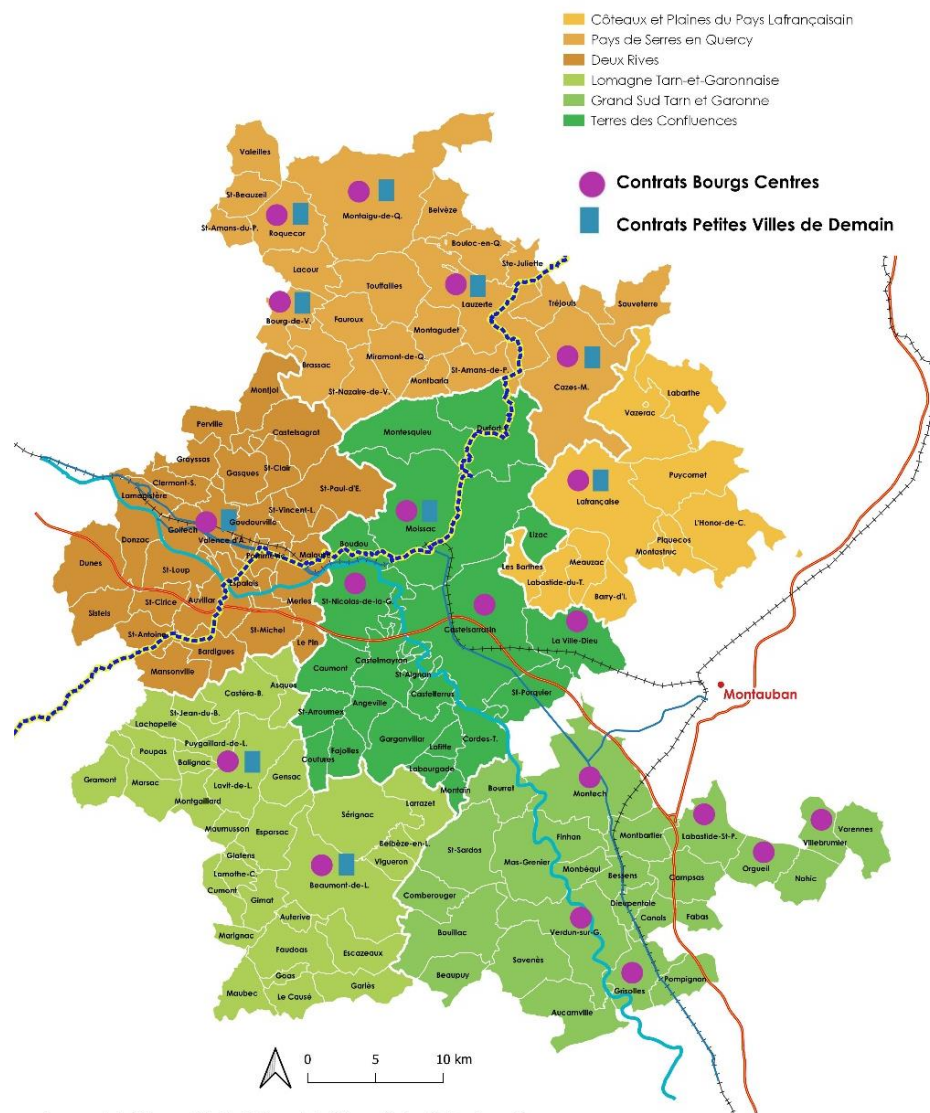 Côteaux et Plaines du Pays Lafrançaisain
Pays de Serres en Quercy
Deux Rives
Lomagne Tarn-et-Garonnaise
Grand Sud Tarn et Garonne
Terres des Confluences
Contrats Bourgs Centres
Contrats Petites Villes de Demain
Valeilles
St-Beauzeil
Roquecor
St-Amans-du-P.
Montaigu-de-Q.
Belvèze
Bouloc-en-Q.
Ste-Juliette
Lacour
Touffailles
Lauzerte
Tréjouls
Sauveterre
Bourg-de-V.
Fauroux
Montagudet
Brassac
Miramont-de-Q.
Montbarla
St-Amans-de-P.
St-Nazaire-de-V.
Cazes-M.
Labarthe
Vazerac
Montjoi
Perville
Castelsagrat
Montesquieu
Durfort
Grayssas
Gasques
St-Clair
Clermont-S.
St-Paul-d'E.
Lamagistère
St-Vincent-L.
Goudourville
Golfech
Valence d'A.
Moissac
Lafrançaise
Puycornet
L'Honor-de-C.
Piquecos
Montastruc
Lizac
Les Barthes
Meauzac
Labastide-du-T.
Barry-d'I.
Boudou
Malause
Donzac
Dunes
St-Loup
Espalais
Auvillar
St-Cirice
Merles
Sistels
St-Antoine
St-Michel
Le Pin
Bardigues
Mansonville
St-Nicolas-de-la-G.
Castelsarrasin
La Ville-Dieu
Montauban
Caumont
Castelmayran
St-Aignan
Castelferrus
St-Porquier
St-Arroumex
Angeville
Garganvillar
Cordes-T.
Fajolles
Lafitte
Coutures
Labourgade
Montain
Asques
Castéra-B.
St-Jean-du-B.
Lachapelle
Puygaillard-de-L.
Poupas
Balignac
Gramont
Marsac
Lavit-de-L.
Gensac
Montgaillard
Maumusson
Esparsac
Sérignac
Larrazet
Belbèze-en-L.
Vigueron
Glatens
Lamothe-C.
Cumont
Gimat
Beaumont-de-L.
Auterive
Marignac
Faudoas
Escazeaux
Goas
Maubec
Le Causé
Gariès
Bourret
Montech
Finhan
Montbartier
Labastide-St-P.
Varennes
Villebrumier
Orgueil
Nohic
St-Sardos
Mas-Grenier
Monbéqui
Bessens
Campsas
Comberouger
Dieupentale
Canals
Fabas
Bouillac
Verdun-sur-G.
Savenès
Beaupuy
Grisolles
Pompignan
Aucamville
0 5 10 km